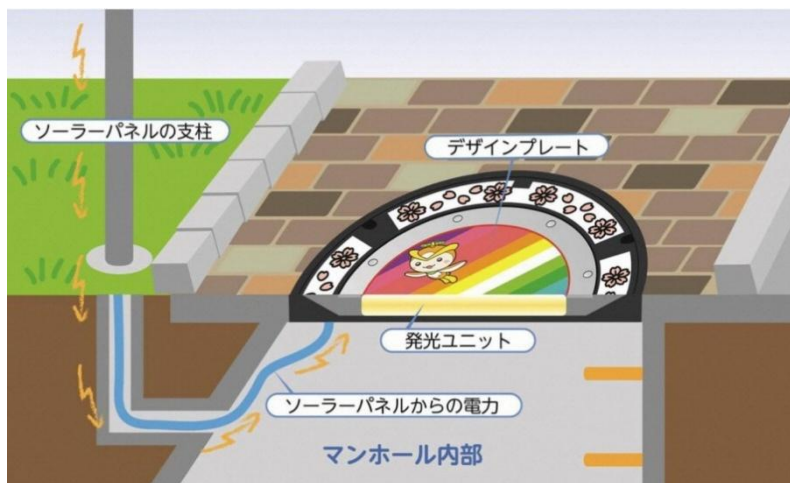 ソーラーパネルの支柱
デザインプレート
発光ユニット
ソーラーパネルからの電力
マンホール内部